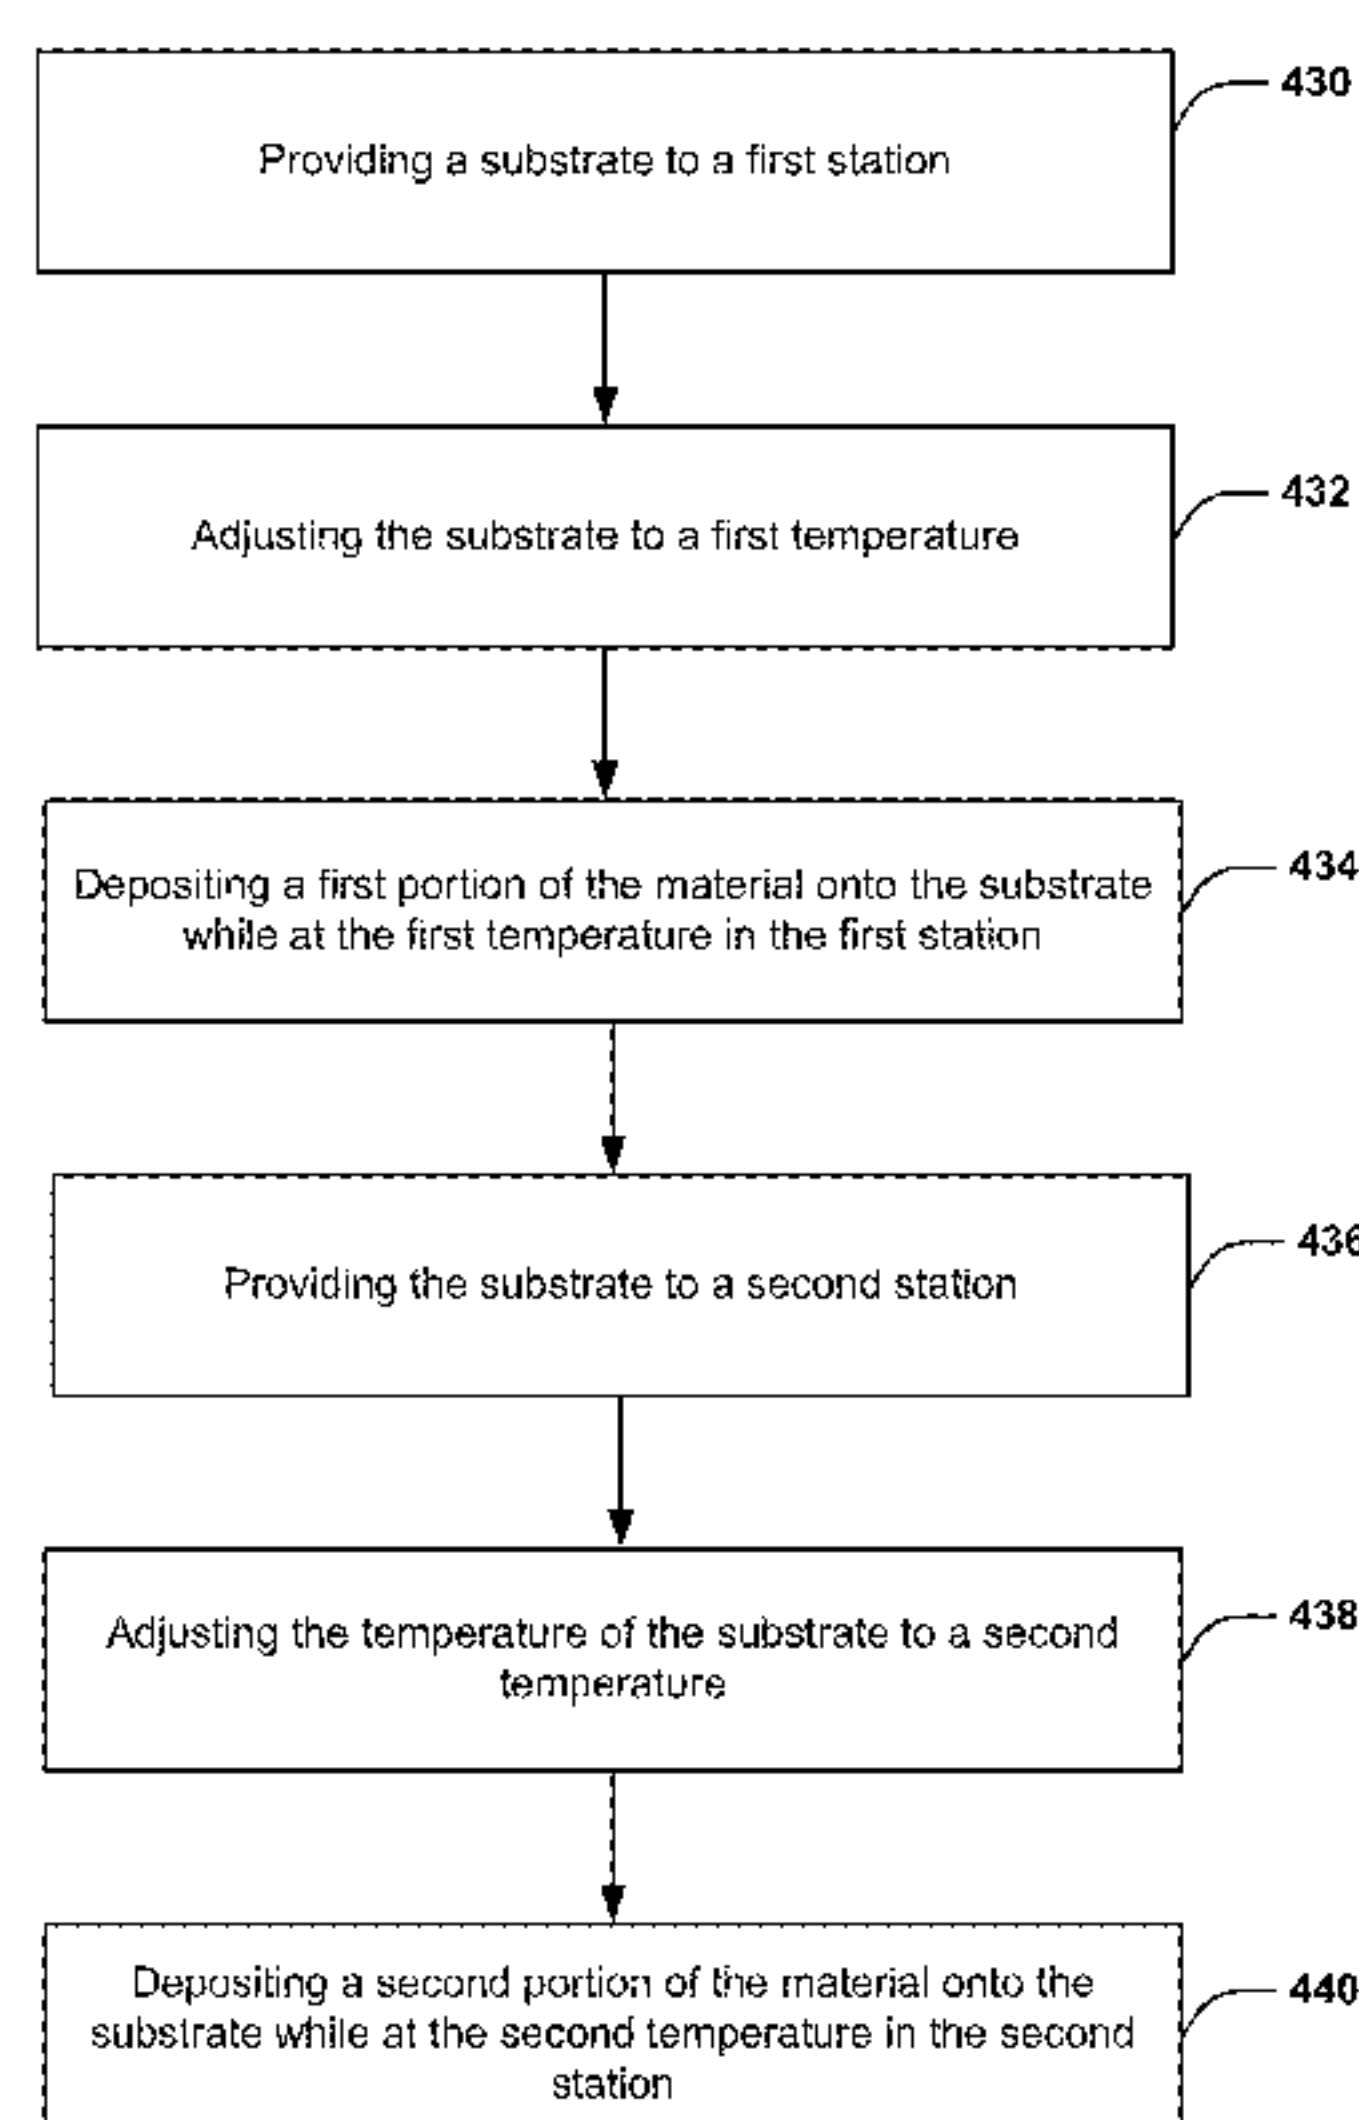 430
Providing a substrate to a first station
432
Adjusting the substrate to a first temperature
434
Depositing a first portion of the material onto the substrate
while at the first temperature in the first station
436
Providing the substrate to a second station
438
Adjusting the temperature of the substrate to a second
temperature
440
Depositing a second portion of the material onto the
substrate while at the second temperature in the second
station